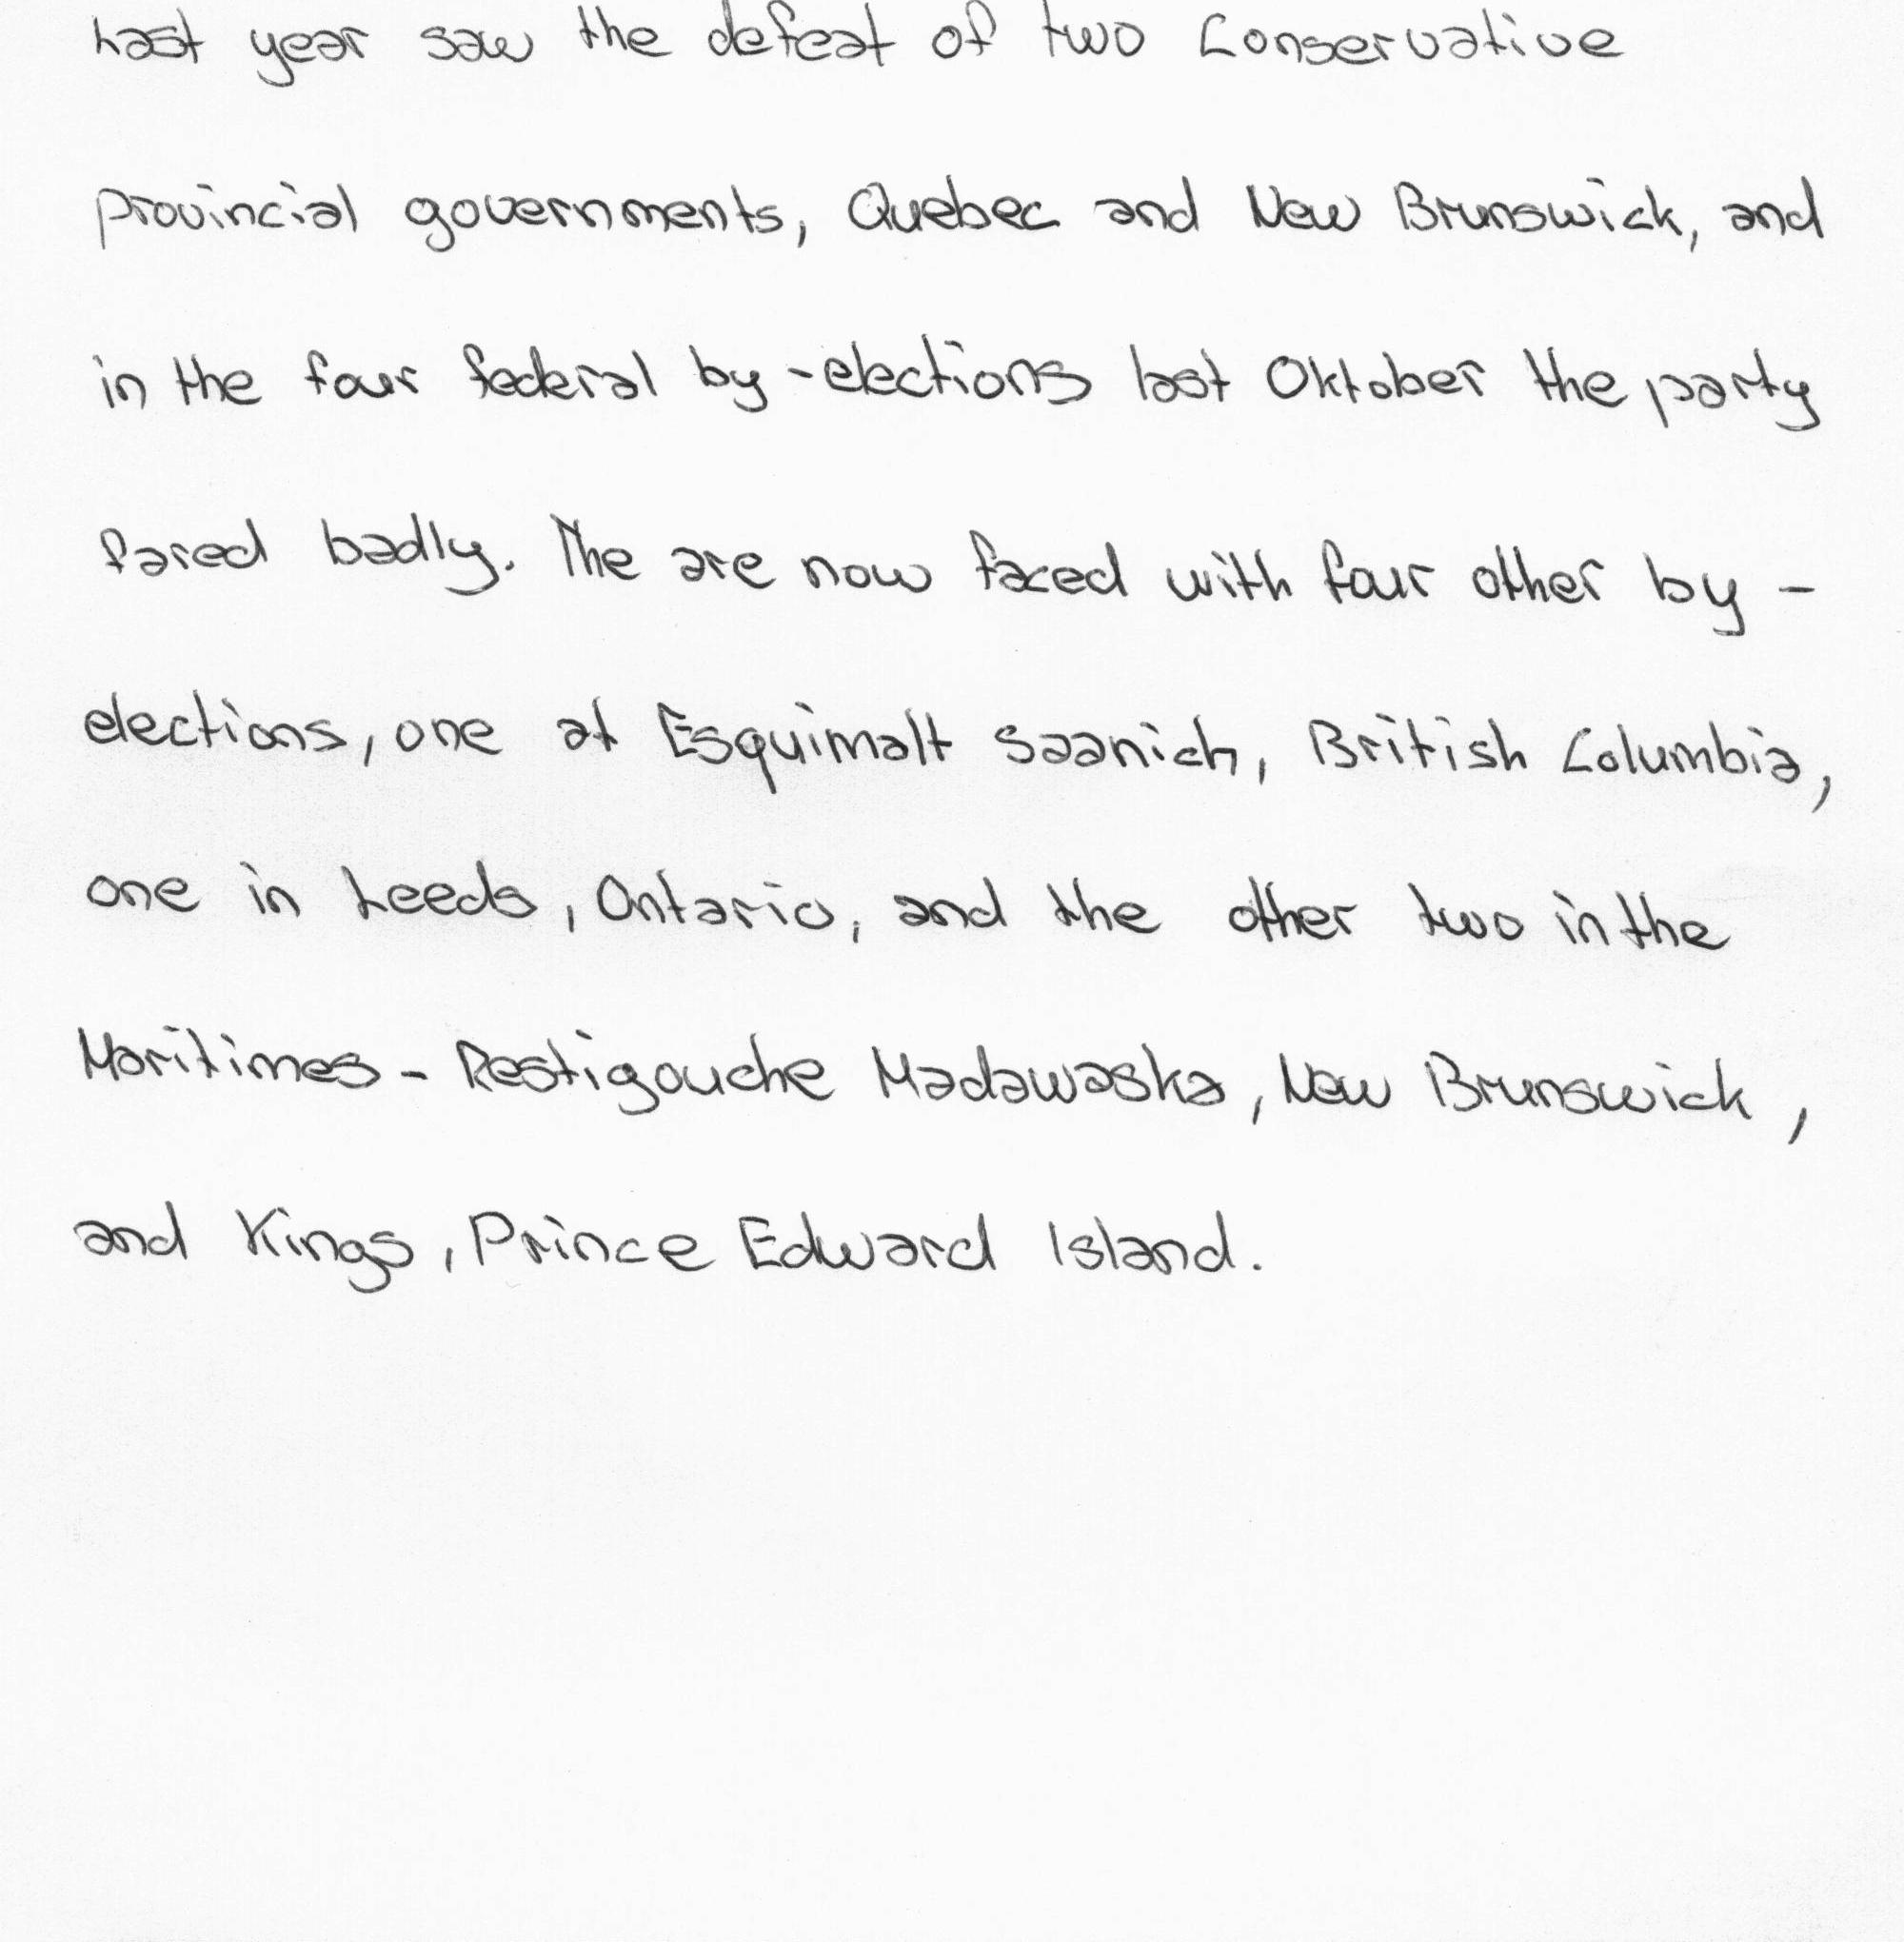 Last year saw the defeat of two Conservative
provincial governments, Quebec and New Brunswick, and
in the four federal by-elections last Oktober the party
fared badly. The are now faced with four other by-
elections, one at Esquimalt Saanich, British Columbia,
one in Leeds, Ontario, and the other two in the
Maritimes - Restigouche Madawaska, New Brunswick,
and Kings, Prince Edward Island.